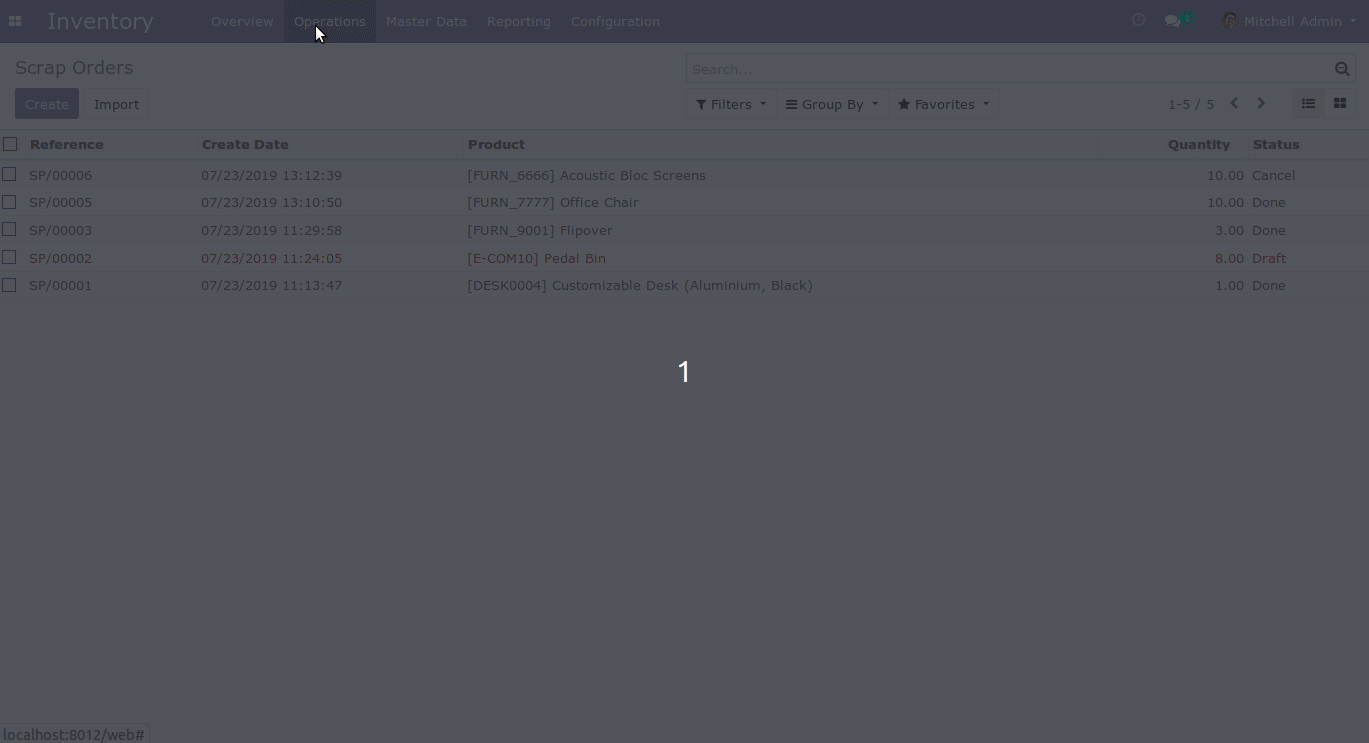 Inventory Overview Operations Master Data Reporting Configuration Mitchell Admin
Scrap Orders
Search...
Create Import Filters Group By Favorites 1-5 / 5
Reference Create Date Product Quantity Status
SP/00006 07/23/2019 13:12:39 [FURN_6666] Acoustic Bloc Screens 10.00 Cancel
SP/00005 07/23/2019 13:10:50 [FURN_7777] Office Chair 10.00 Done
SP/00003 07/23/2019 11:29:58 [FURN_9001] Flipover 3.00 Done
SP/00002 07/23/2019 11:24:05 [E-COM10] Pedal Bin 8.00 Draft
SP/00001 07/23/2019 11:13:47 [DESK0004] Customizable Desk (Aluminium, Black) 1.00 Done
1
localhost:8012/web#